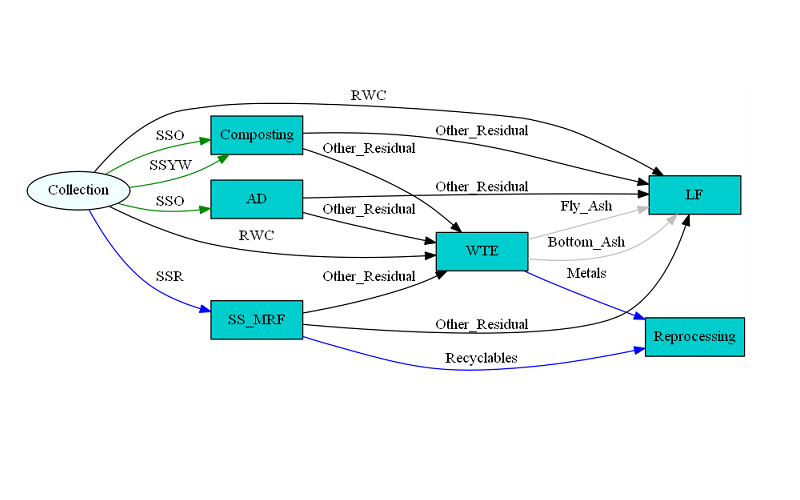 RWC
SSO
Composting
Other_Residual
Other_Residual
SSYW
Collection
SSO
AD
Other_Residual
LF
Other_Residual
Fly_Ash
RWC
WTE
Bottom_Ash
SSR
Other_Residual
Metals
SS_MRF
Other_Residual
Reprocessing
Recyclables